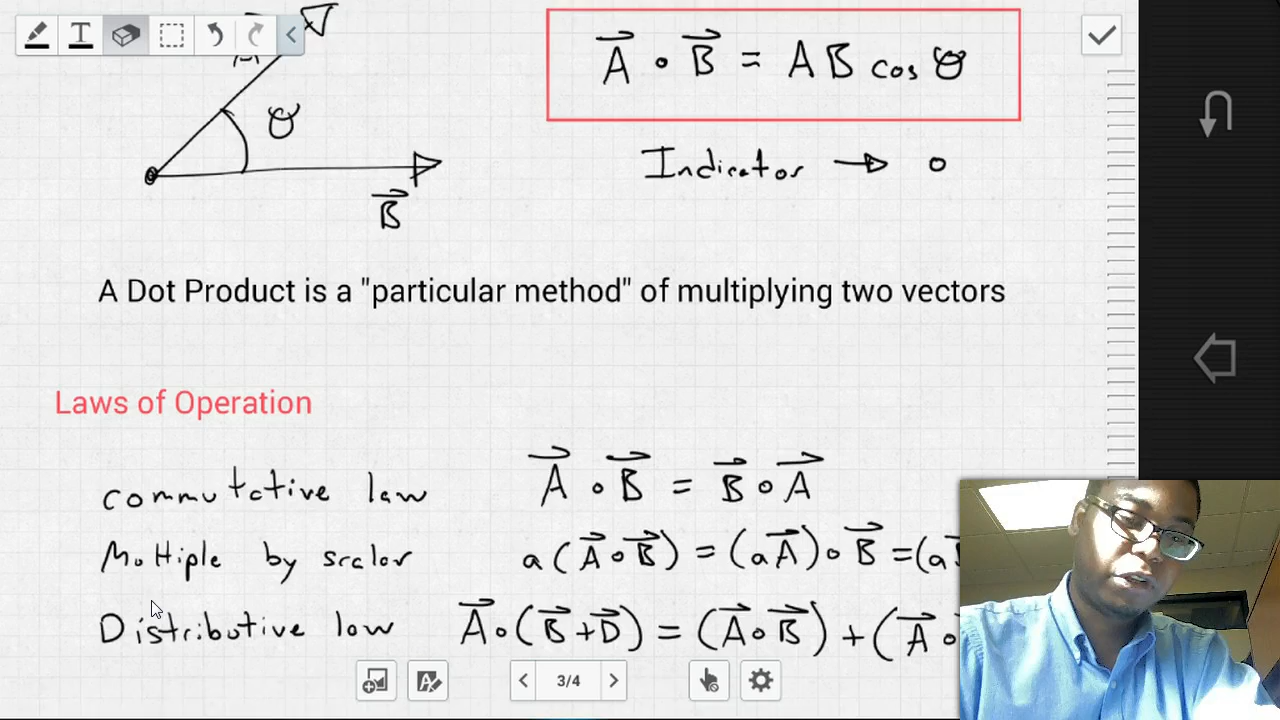 T
A⃗ ∘ B⃗ = A B cos θ
θ
Indicator → ∘
B⃗
A Dot Product is a "particular method" of multiplying two vectors
Laws of Operation
commutative law A⃗ ∘ B⃗ = B⃗ ∘ A⃗
Multiple by scalar a(A⃗ ∘ B⃗) = (aA⃗) ∘ B⃗ = (a
Distributive law A⃗ ∘ (B⃗ + D⃗) = (A⃗ ∘ B⃗) + (A⃗ ∘
3/4